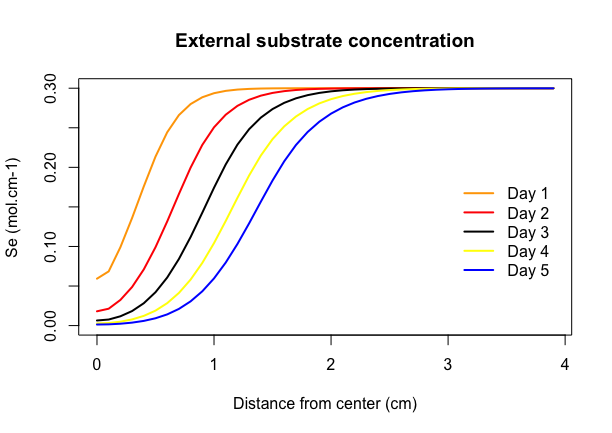 External substrate concentration
Se (mol.cm-1)
0.30
0.20
0.10
0.00
Day 1
Day 2
Day 3
Day 4
Day 5
0 1 2 3 4
Distance from center (cm)